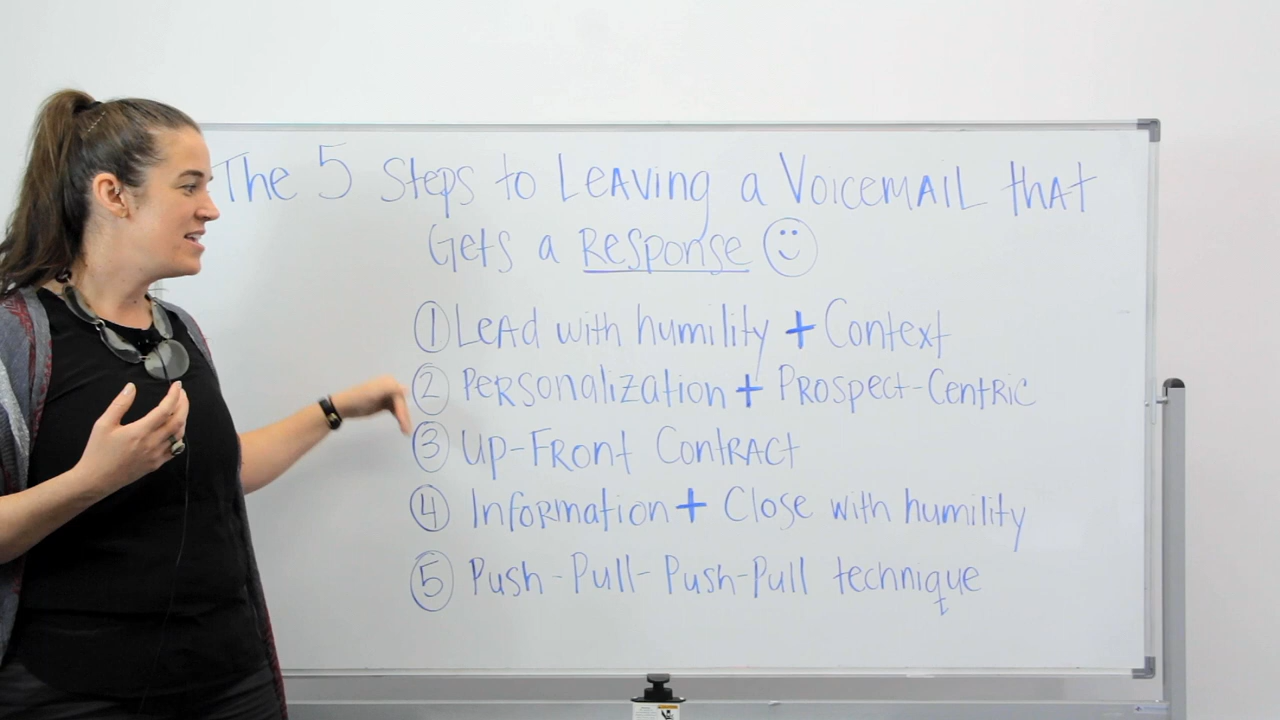 The 5 Steps to Leaving a Voicemail that
Gets a Response
① Lead with humility + Context
② Personalization + Prospect-Centric
③ Up-Front Contract
④ Information + Close with humility
⑤ Push-Pull-Push-Pull technique